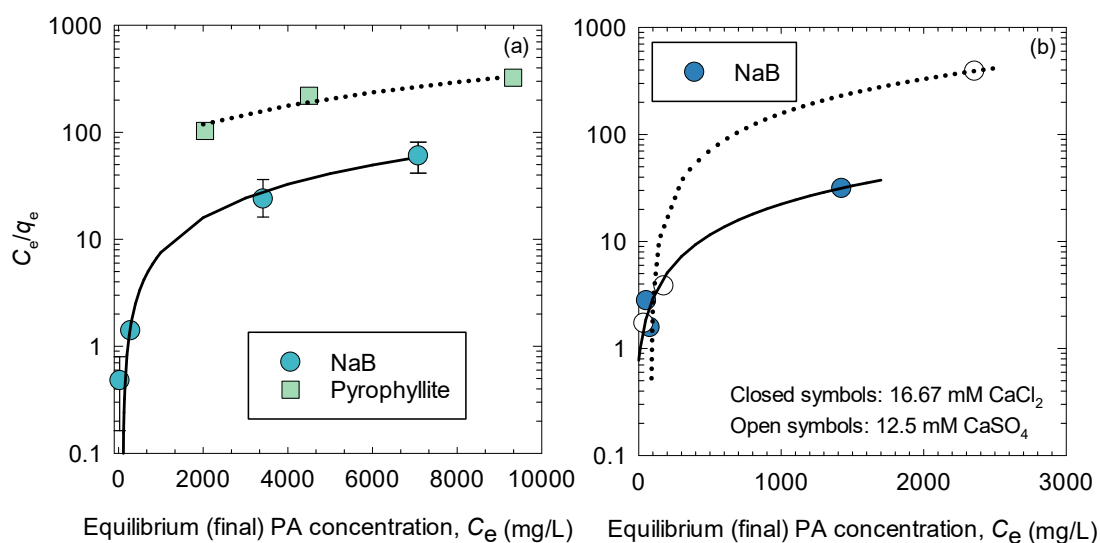 1000
100
10
1
0.1
Ce/qe
(a)
NaB
Pyrophyllite
0 2000 4000 6000 8000 10000
Equilibrium (final) PA concentration, Ce (mg/L)
1000
100
10
1
0.1
(b)
NaB
Closed symbols: 16.67 mM CaCl2
Open symbols: 12.5 mM CaSO4
0 1000 2000 3000
Equilibrium (final) PA concentration, Ce (mg/L)